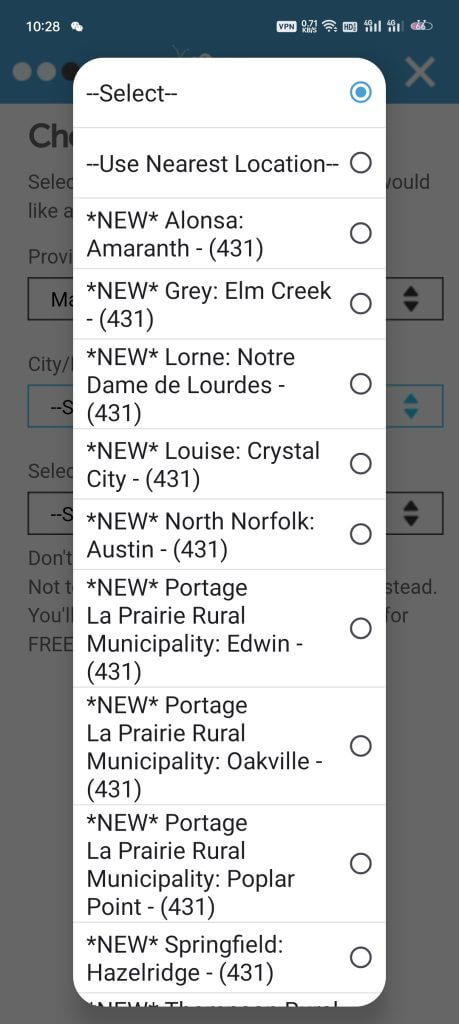 10:28
VPN 0.71 KB/S HD 4G 4G 66
--Select--
--Use Nearest Location--
*NEW* Alonsa:
Amaranth - (431)
*NEW* Grey: Elm Creek
- (431)
*NEW* Lorne: Notre
Dame de Lourdes -
(431)
*NEW* Louise: Crystal
City - (431)
*NEW* North Norfolk:
Austin - (431)
*NEW* Portage
La Prairie Rural
Municipality: Edwin -
(431)
*NEW* Portage
La Prairie Rural
Municipality: Oakville -
(431)
*NEW* Portage
La Prairie Rural
Municipality: Poplar
Point - (431)
*NEW* Springfield:
Hazelridge - (431)
Selec
like a
Provi
Ma
City/
--S
Selec
--S
Don't
Not t stead.
You'll for
FREE